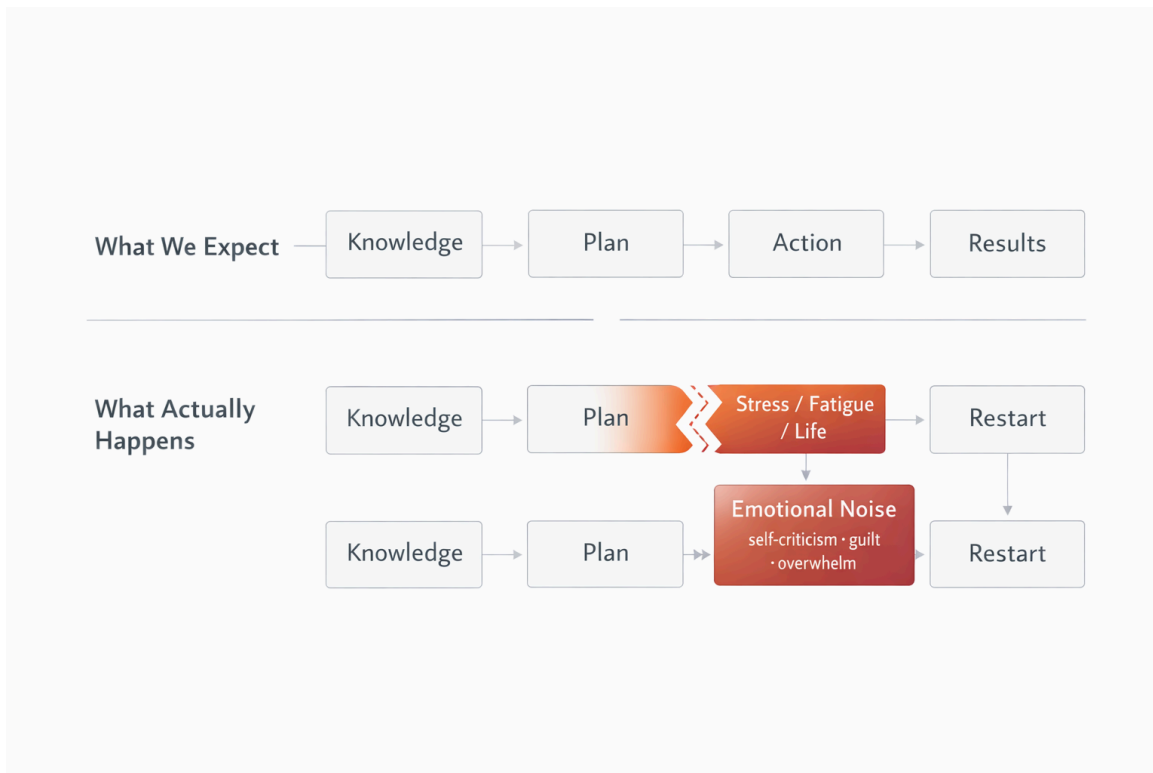 What We Expect
Knowledge
Plan
Action
Results
What Actually
Happens
Knowledge
Plan
Stress / Fatigue
/ Life
Restart
Knowledge
Plan
Emotional Noise
self-criticism · guilt
· overwhelm
Restart